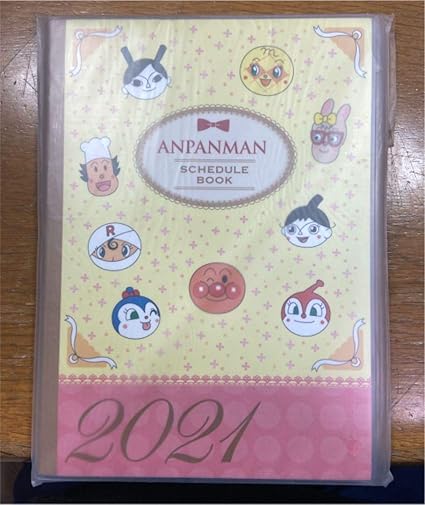 ANPANMAN
SCHEDULE
BOOK
R
2021